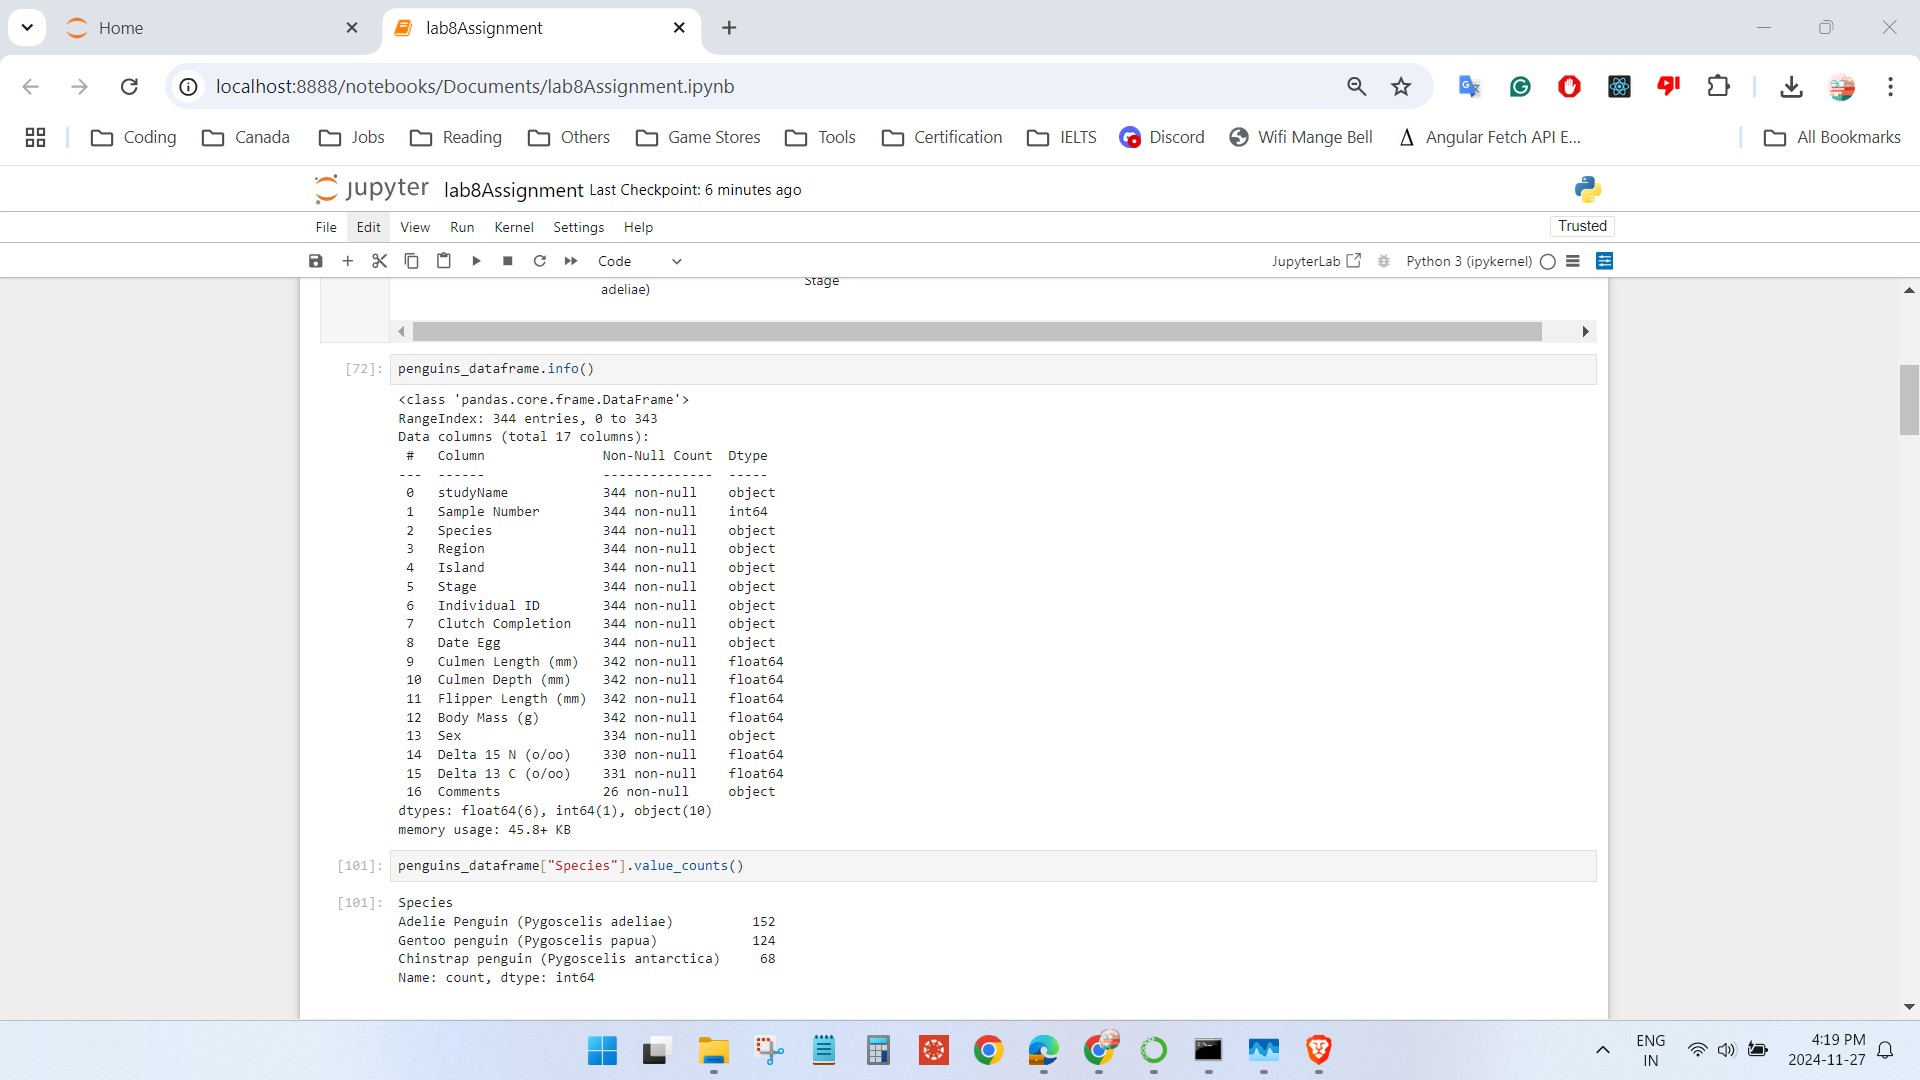 Home
lab8Assignment
localhost:8888/notebooks/Documents/lab8Assignment.ipynb
Coding Canada Jobs Reading Others Game Stores Tools Certification IELTS Discord Wifi Mange Bell Angular Fetch API E... All Bookmarks
jupyter lab8Assignment Last Checkpoint: 6 minutes ago
File Edit View Run Kernel Settings Help Trusted
Code JupyterLab Python 3 (ipykernel)
Stage
adeliae)
[72]: penguins_dataframe.info()
<class 'pandas.core.frame.DataFrame'>
RangeIndex: 344 entries, 0 to 343
Data columns (total 17 columns):
 #   Column               Non-Null Count  Dtype
---  ------               --------------  -----
 0   studyName            344 non-null    object
 1   Sample Number        344 non-null    int64
 2   Species              344 non-null    object
 3   Region               344 non-null    object
 4   Island               344 non-null    object
 5   Stage                344 non-null    object
 6   Individual ID        344 non-null    object
 7   Clutch Completion    344 non-null    object
 8   Date Egg             344 non-null    object
 9   Culmen Length (mm)   342 non-null    float64
 10  Culmen Depth (mm)    342 non-null    float64
 11  Flipper Length (mm)  342 non-null    float64
 12  Body Mass (g)        342 non-null    float64
 13  Sex                  334 non-null    object
 14  Delta 15 N (o/oo)    330 non-null    float64
 15  Delta 13 C (o/oo)    331 non-null    float64
 16  Comments             26 non-null     object
dtypes: float64(6), int64(1), object(10)
memory usage: 45.8+ KB
[101]: penguins_dataframe["Species"].value_counts()
[101]: Species
Adelie Penguin (Pygoscelis adeliae)          152
Gentoo penguin (Pygoscelis papua)            124
Chinstrap penguin (Pygoscelis antarctica)     68
Name: count, dtype: int64
ENG
IN
4:19 PM
2024-11-27